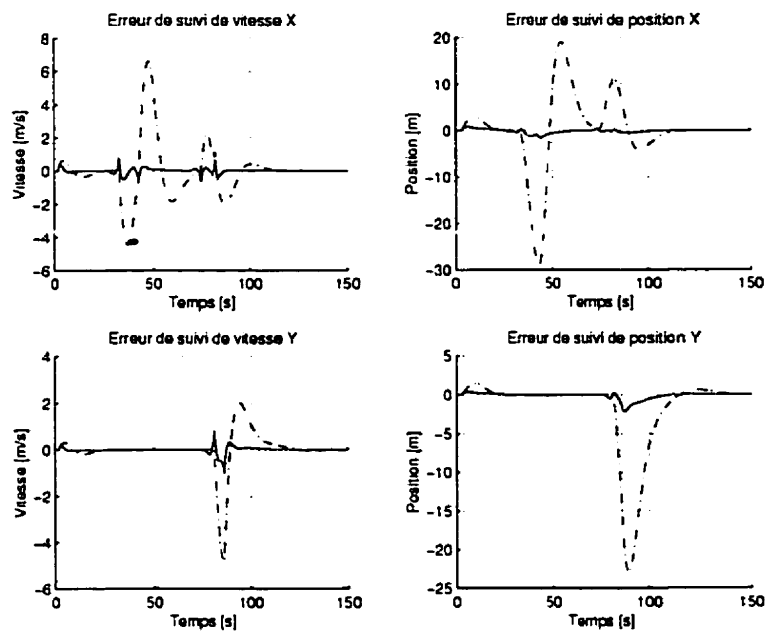 Erreur de suivi de vitesse X
8
6
4
2
0
-2
-4
-6
Vitesse [m/s]
0 50 100 150
Temps [s]
Erreur de suivi de position X
20
10
0
-10
-20
-30
Position [m]
0 50 100 150
Temps [s]
Erreur de suivi de vitesse Y
4
2
0
-2
-4
-6
Vitesse [m/s]
0 50 100 150
Temps [s]
Erreur de suivi de position Y
5
0
-5
-10
-15
-20
-25
Position [m]
0 50 100 150
Temps [s]